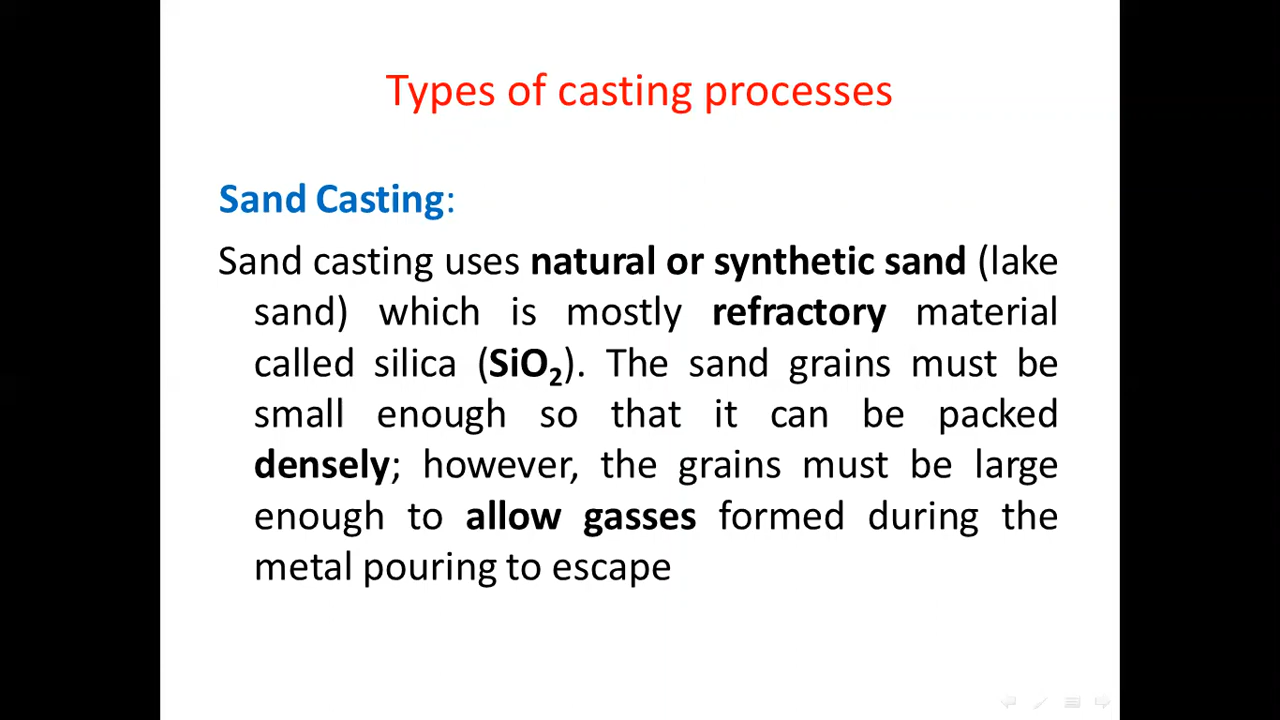 Types of casting processes
Sand Casting:
Sand casting uses natural or synthetic sand (lake
sand) which is mostly refractory material
called silica (SiO₂). The sand grains must be
small enough so that it can be packed
densely; however, the grains must be large
enough to allow gasses formed during the
metal pouring to escape